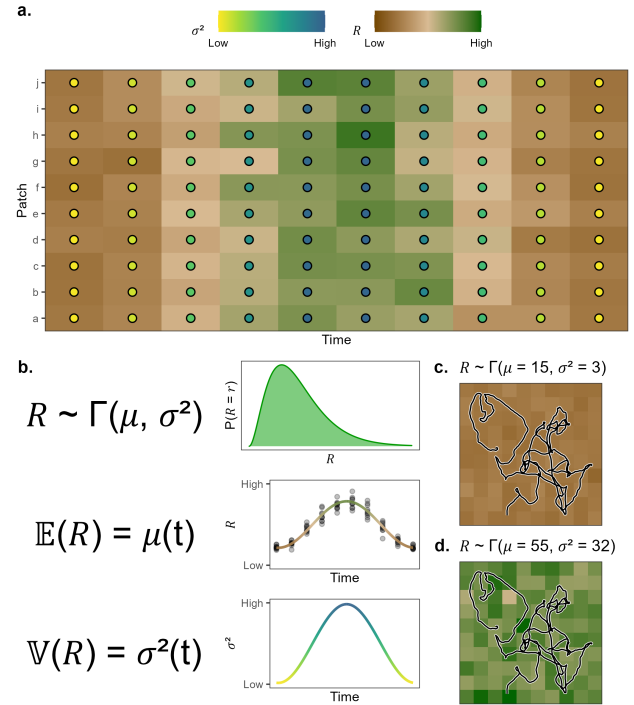 a.
σ²
Low
High
R
Low
High
Patch
j
i
h
g
f
e
d
c
b
a
Time
b.
R ~ Γ(μ, σ²)
P(R = r)
R
𝔼(R) = μ(t)
High
R
Low
Time
𝕍(R) = σ²(t)
High
σ²
Low
Time
c. R ~ Γ(μ = 15, σ² = 3)
d. R ~ Γ(μ = 55, σ² = 32)